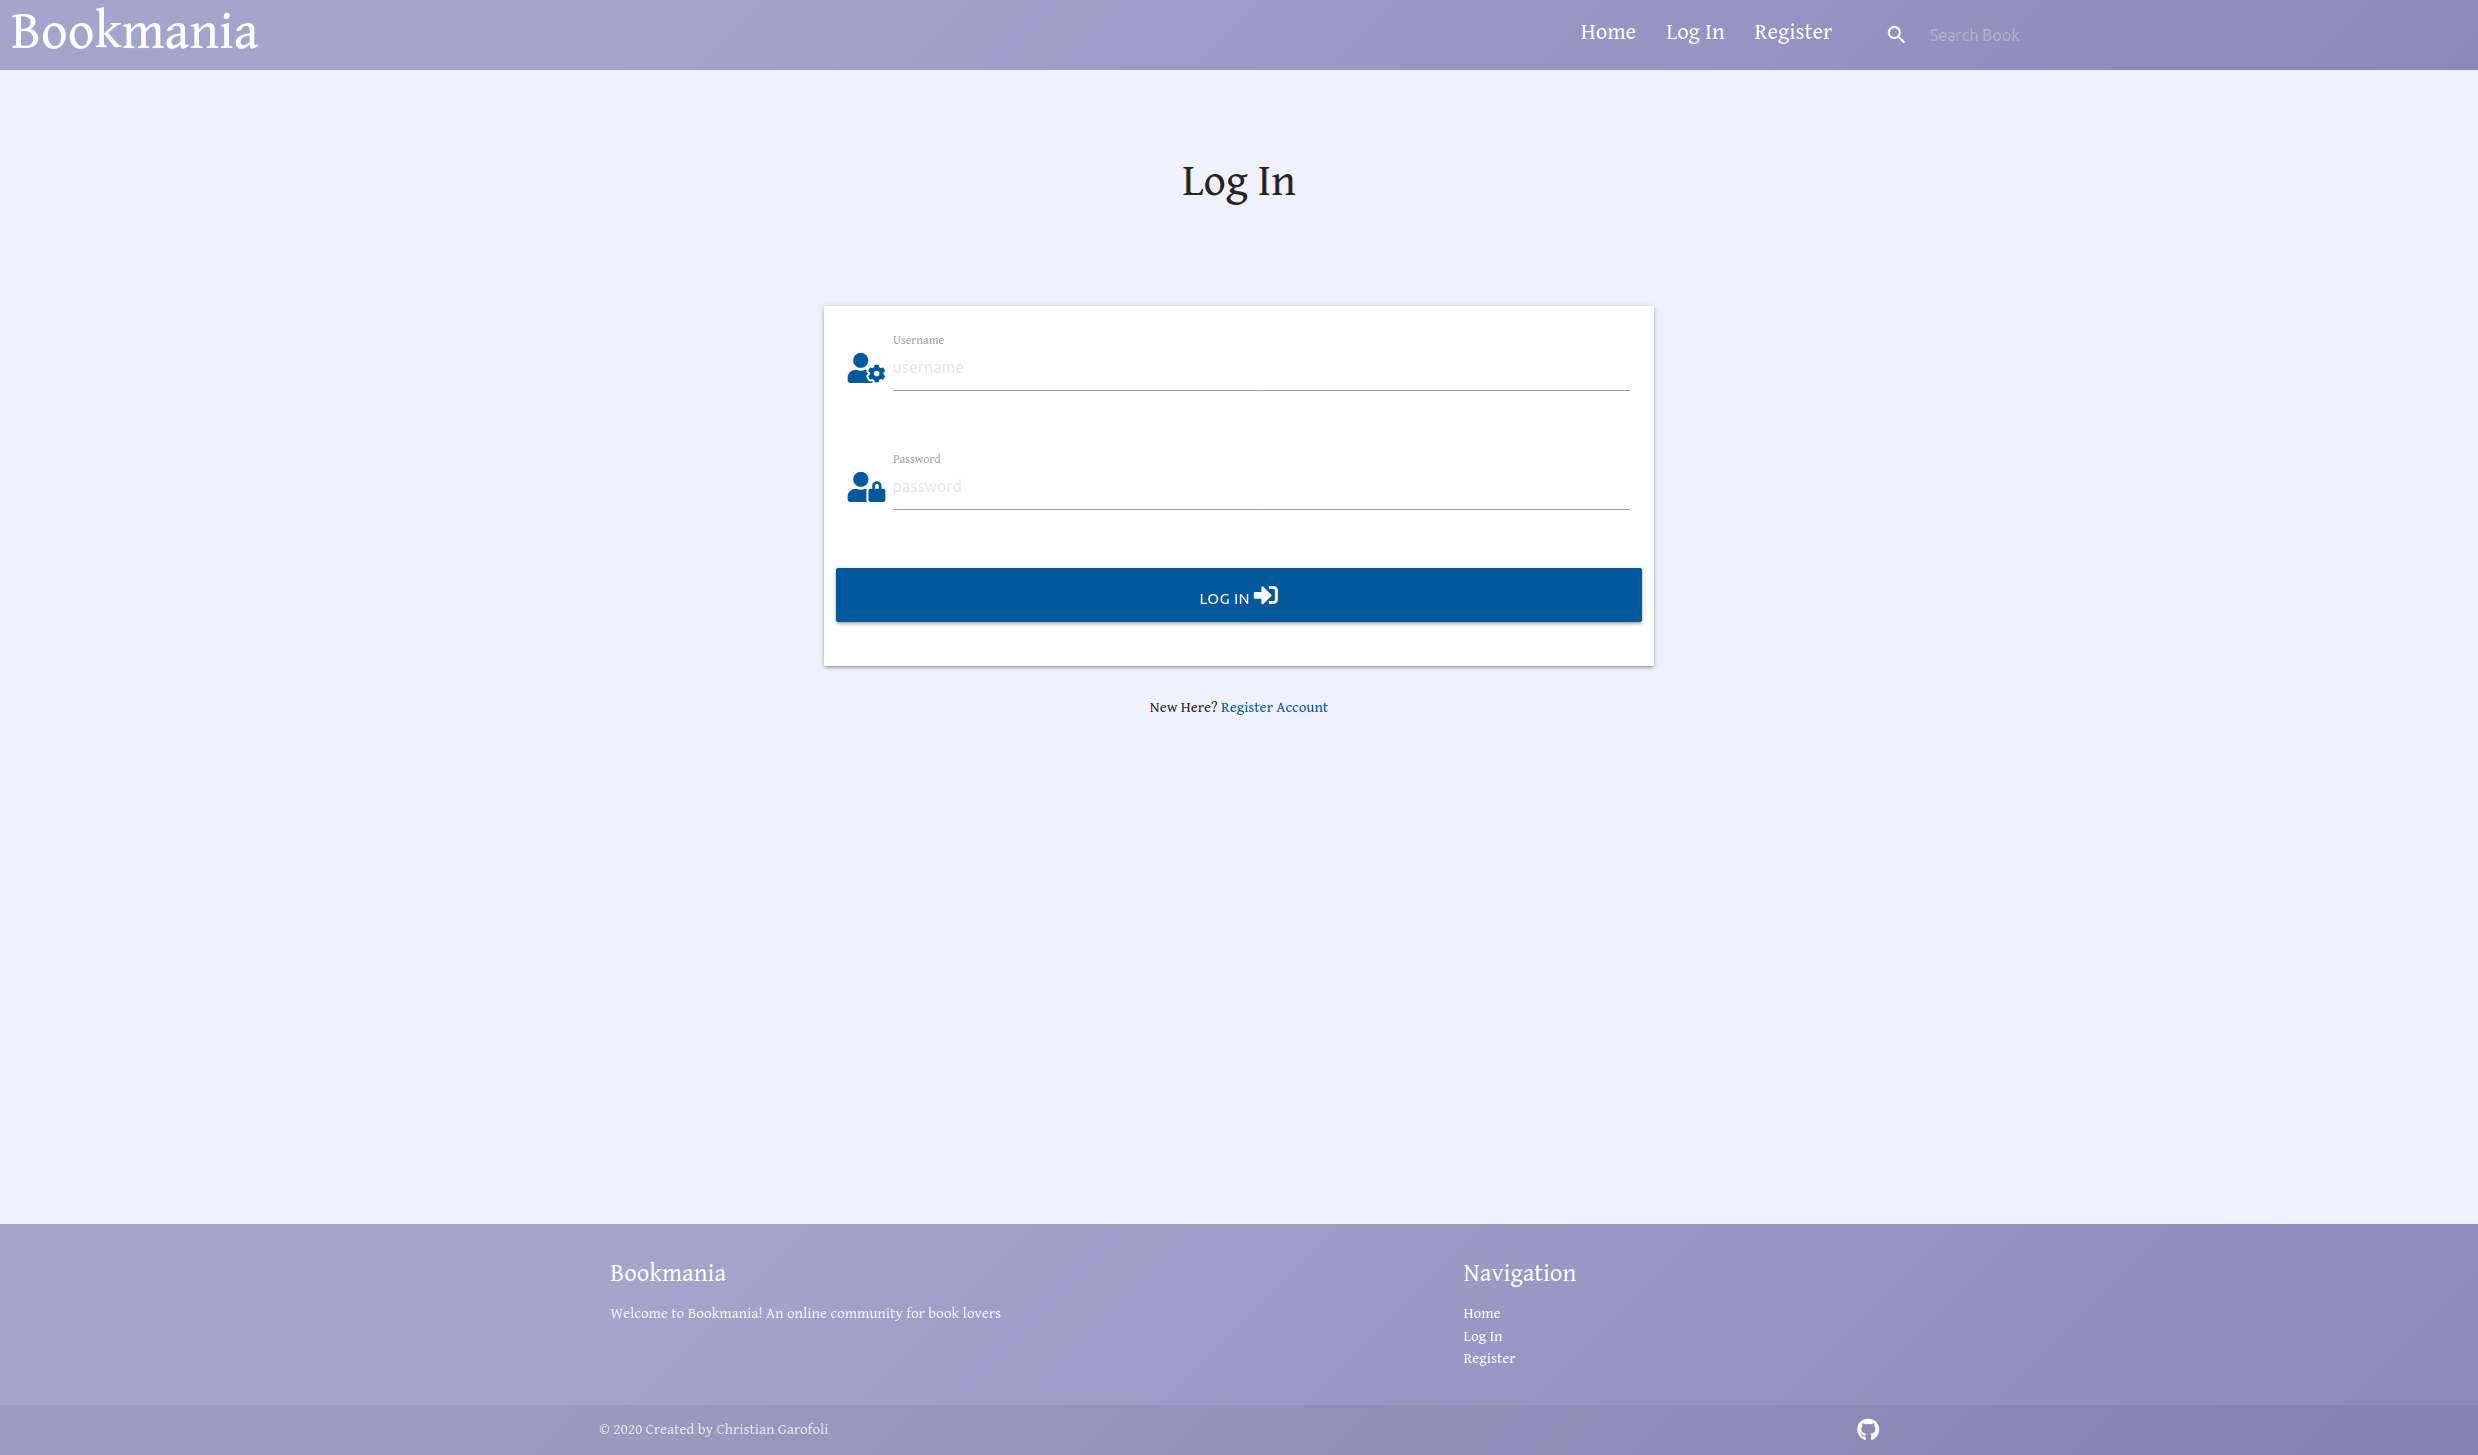 Bookmania
Home Log In Register Search Book
Log In
Username
username
Password
password
LOG IN
New Here? Register Account
Bookmania
Welcome to Bookmania! An online community for book lovers
Navigation
Home
Log In
Register
© 2020 Created by Christian Garofoli